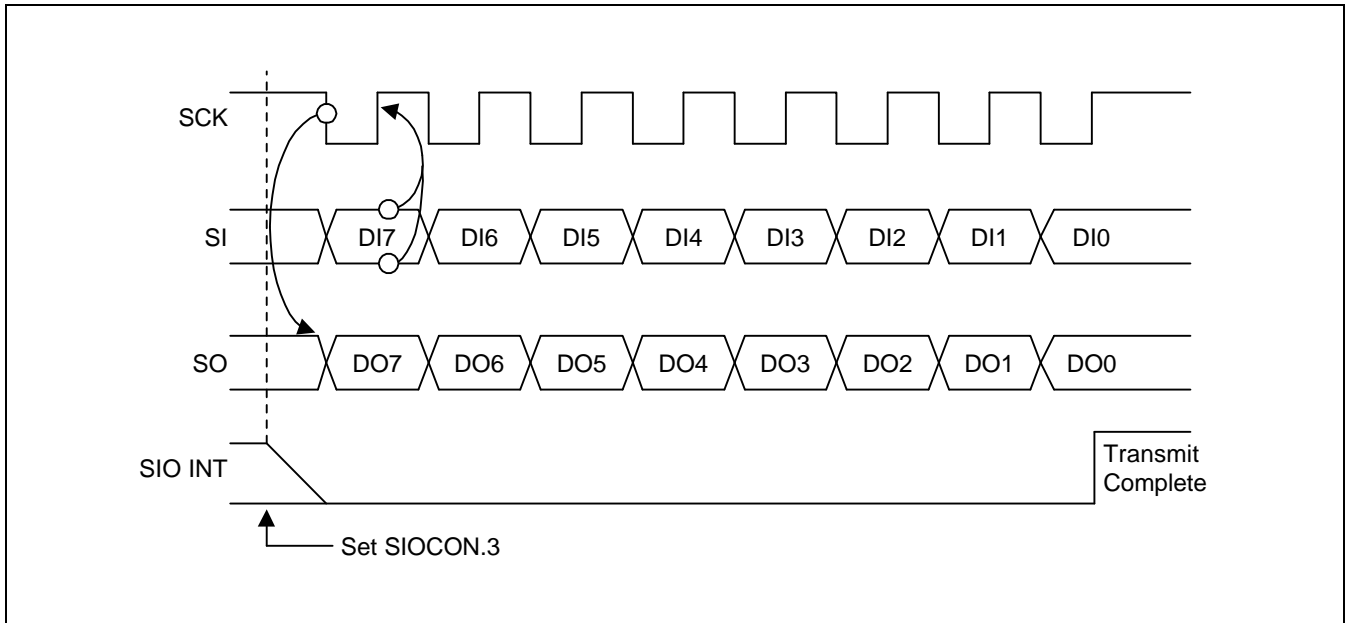 SCK
SI DI7 DI6 DI5 DI4 DI3 DI2 DI1 DI0
SO DO7 DO6 DO5 DO4 DO3 DO2 DO1 DO0
SIO INT
Transmit
Complete
Set SIOCON.3